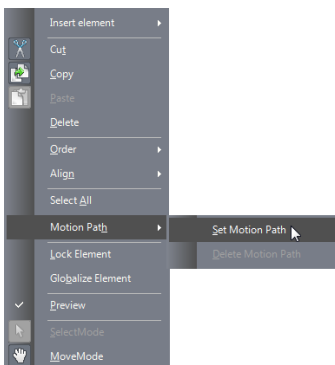 Insert element
Cut
Copy
Paste
Delete
Order
Align
Select All
Motion Path
Set Motion Path
Delete Motion Path
Lock Element
Globalize Element
Preview
SelectMode
MoveMode